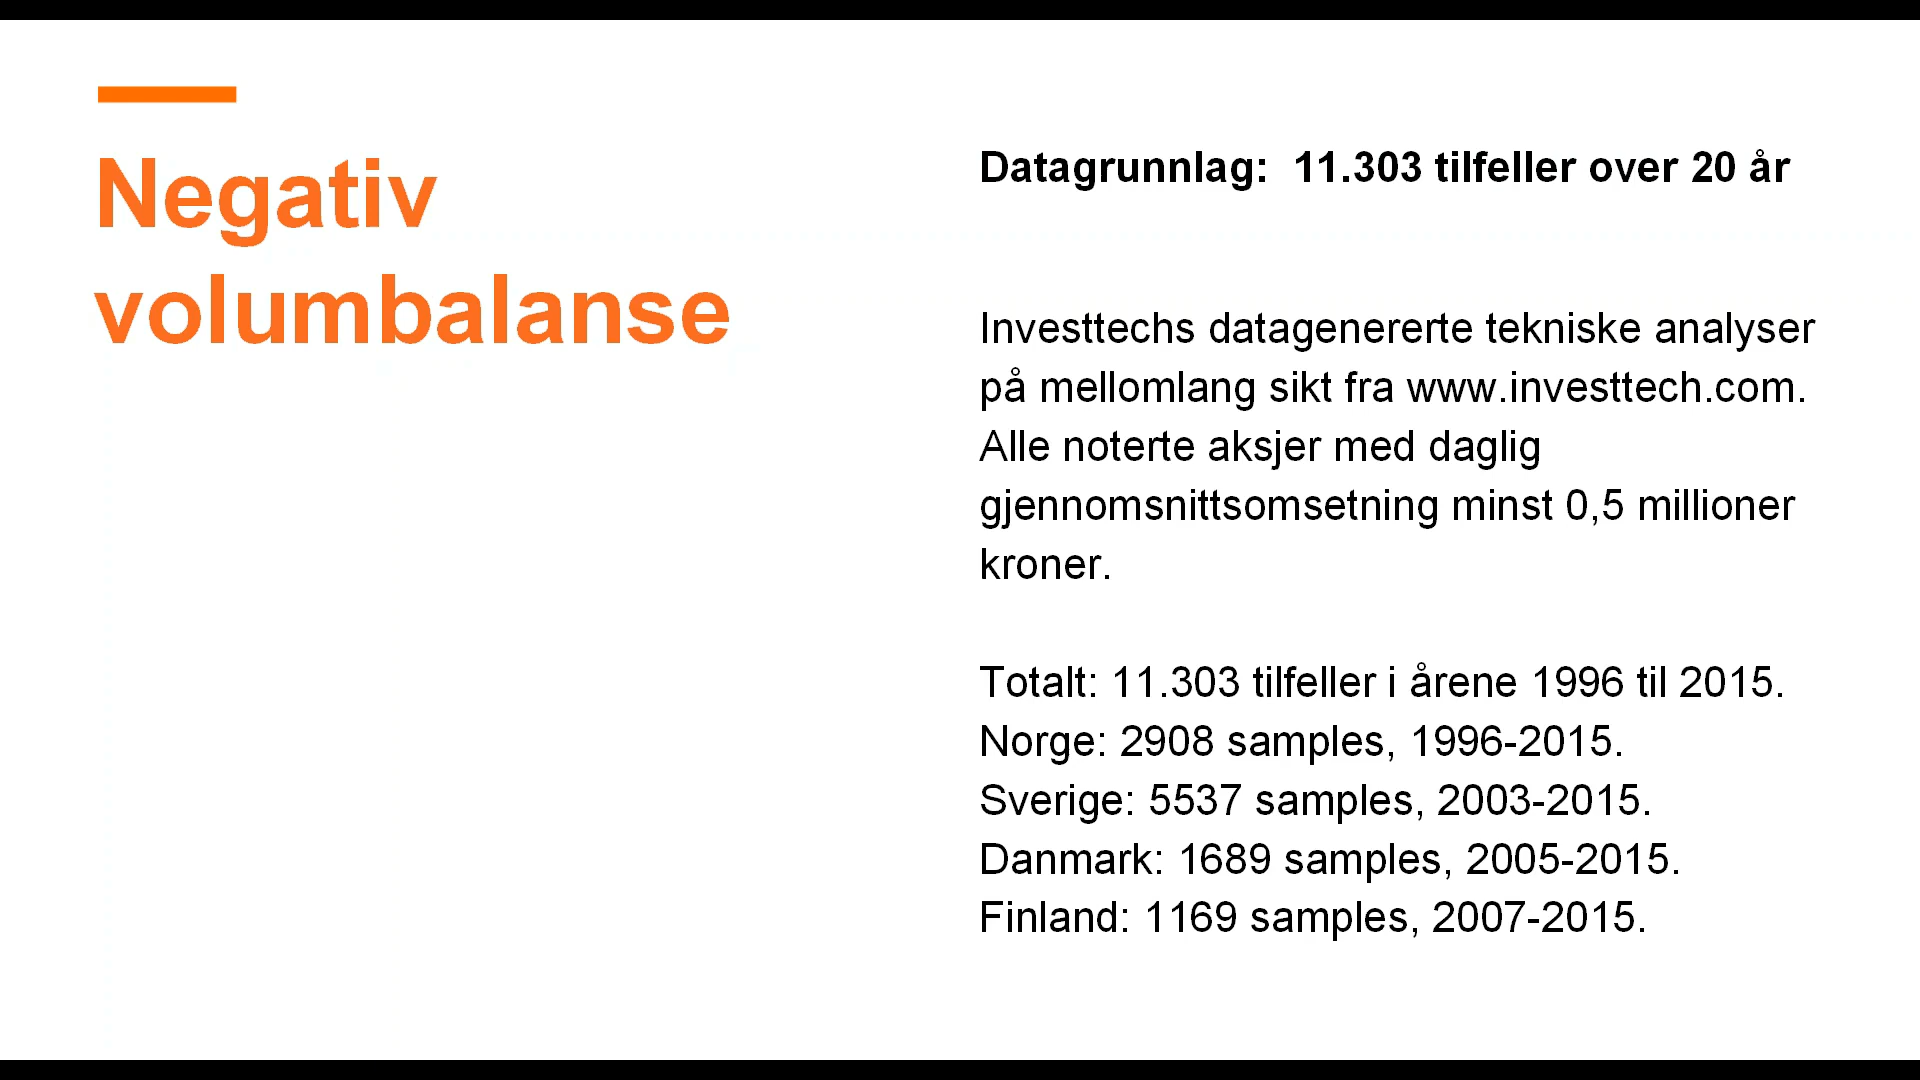 Negativ
volumbalanse
Datagrunnlag:  11.303 tilfeller over 20 år
Investtechs datagenererte tekniske analyser
på mellomlang sikt fra www.investtech.com.
Alle noterte aksjer med daglig
gjennomsnittsomsetning minst 0,5 millioner
kroner.
Totalt: 11.303 tilfeller i årene 1996 til 2015.
Norge: 2908 samples, 1996-2015.
Sverige: 5537 samples, 2003-2015.
Danmark: 1689 samples, 2005-2015.
Finland: 1169 samples, 2007-2015.